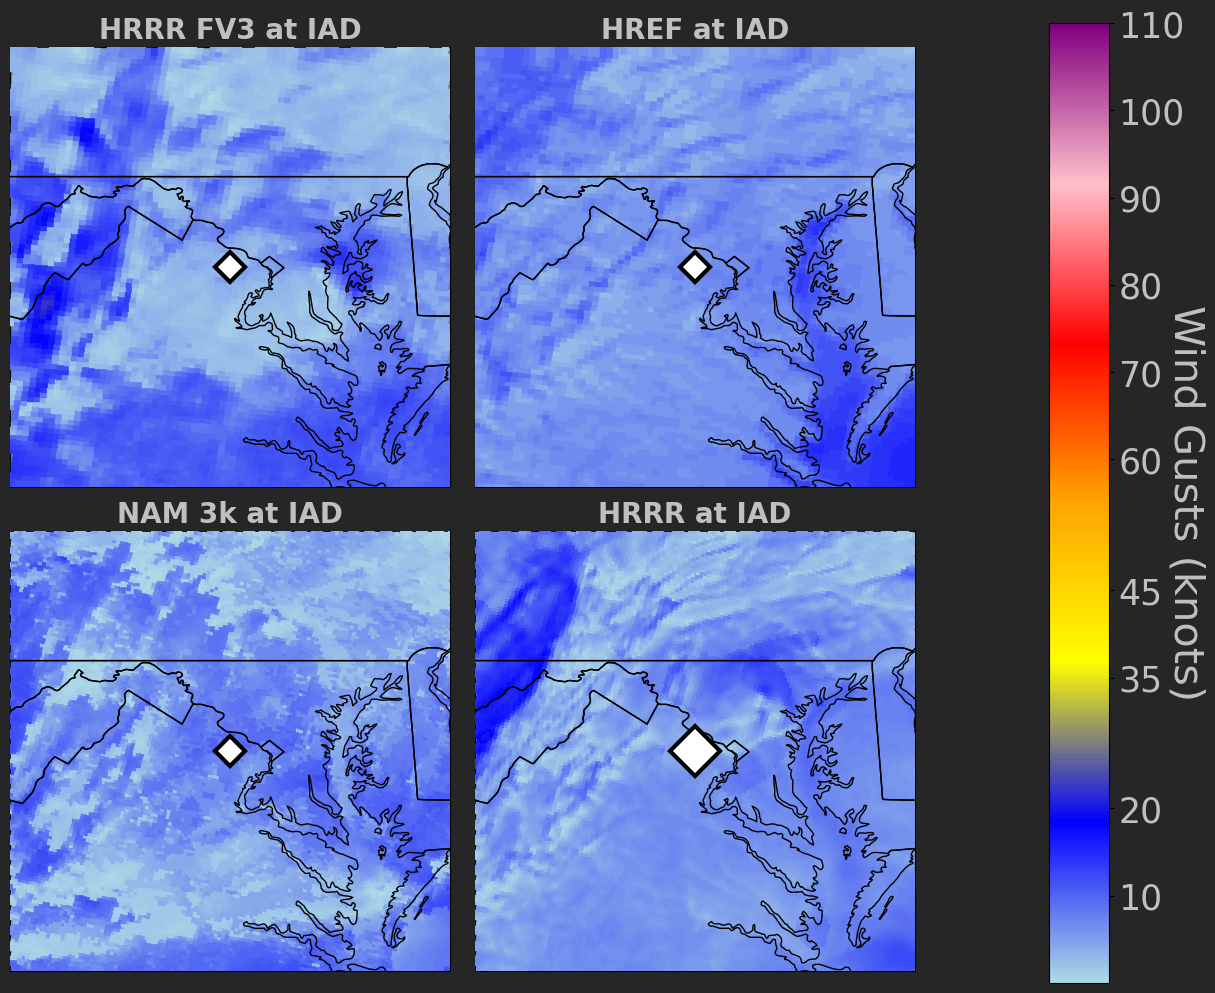 HRRR FV3 at IAD
HREF at IAD
NAM 3k at IAD
HRRR at IAD
110
100
90
80
70
60
45
35
20
10
Wind Gusts (knots)